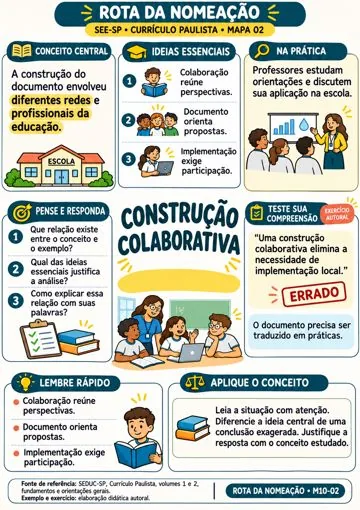 ROTA DA NOMEAÇÃO
SEE-SP • CURRÍCULO PAULISTA • MAPA 02
CONCEITO CENTRAL
A construção do
documento envolveu
diferentes redes e
profissionais da
educação.
ESCOLA
IDEIAS ESSENCIAIS
1
Colaboração
reúne
perspectivas.
2
Documento
orienta
propostas.
3
Implementação
exige
participação.
NA PRÁTICA
Professores estudam
orientações e discutem
sua aplicação na escola.
PENSE E RESPONDA
1
Que relação existe
entre o conceito e
o exemplo?
2
Qual das ideias
essenciais justifica
a análise?
3
Como explicar essa
relação com suas
palavras?
CONSTRUÇÃO
COLABORATIVA
TESTE SUA
COMPREENSÃO
EXERCÍCIO
AUTORAL
"Uma construção
colaborativa elimina a
necessidade de
implementação local."
ERRADO
O documento precisa ser
traduzido em práticas.
LEMBRE RÁPIDO
Colaboração reúne
perspectivas.
Documento orienta
propostas.
Implementação exige
participação.
APLIQUE O CONCEITO
Leia a situação com atenção.
Diferencie a ideia central de uma
conclusão exagerada. Justifique a
resposta com o conceito estudado.
Fonte de referência: SEDUC-SP, Currículo Paulista, volumes 1 e 2,
fundamentos e orientações gerais.
Exemplo e exercício: elaboração didática autoral.
ROTA DA NOMEAÇÃO • M10-02